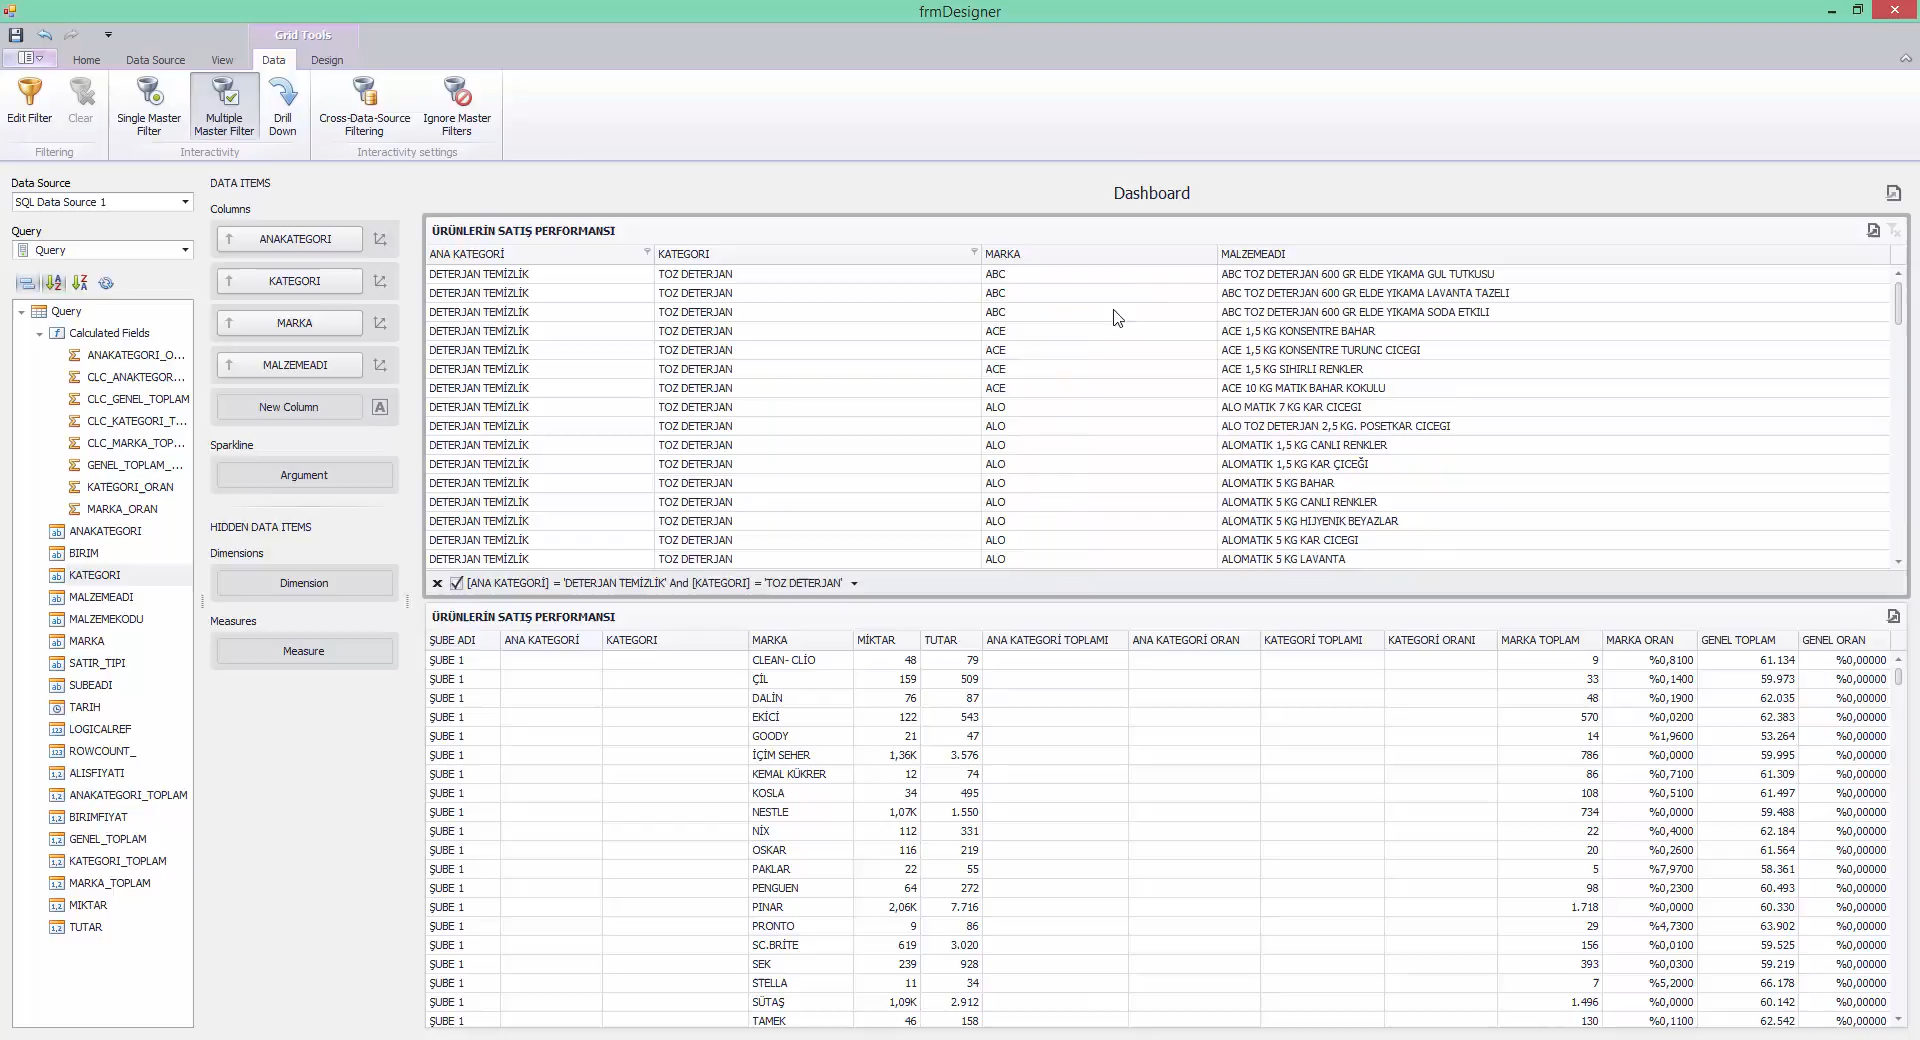 frmDesigner
Grid Tools
Home Data Source View Data Design
Edit Filter Clear Single Master Filter Multiple Master Filter Drill Down Cross-Data-Source Filtering Ignore Master Filters
Filtering Interactivity Interactivity settings
Data Source
SQL Data Source 1
Query
Query
Query
Calculated Fields
ANAKATEGORI_O...
CLC_ANAKTEGOR...
CLC_GENEL_TOPLAM
CLC_KATEGORI_T...
CLC_MARKA_TOP...
GENEL_TOPLAM_...
KATEGORI_ORAN
MARKA_ORAN
ANAKATEGORI
BIRIM
KATEGORI
MALZEMEADI
MALZEMEKODU
MARKA
SATIR_TIPI
SUBEADI
TARIH
LOGICALREF
ROWCOUNT_
ALISFIYATI
ANAKATEGORI_TOPLAM
BIRIMFIYAT
GENEL_TOPLAM
KATEGORI_TOPLAM
MARKA_TOPLAM
MIKTAR
TUTAR
DATA ITEMS
Columns
ANAKATEGORI
KATEGORI
MARKA
MALZEMEADI
New Column
Sparkline
Argument
HIDDEN DATA ITEMS
Dimensions
Dimension
Measures
Measure
Dashboard
ÜRÜNLERİN SATIŞ PERFORMANSI
ANA KATEGORİ KATEGORI MARKA MALZEMEADI
DETERJAN TEMİZLİK TOZ DETERJAN ABC ABC TOZ DETERJAN 600 GR ELDE YIKAMA GUL TUTKUSU
DETERJAN TEMİZLİK TOZ DETERJAN ABC ABC TOZ DETERJAN 600 GR ELDE YIKAMA LAVANTA TAZELI
DETERJAN TEMİZLİK TOZ DETERJAN ABC ABC TOZ DETERJAN 600 GR ELDE YIKAMA SODA ETKILI
DETERJAN TEMİZLİK TOZ DETERJAN ACE ACE 1,5 KG KONSENTRE BAHAR
DETERJAN TEMİZLİK TOZ DETERJAN ACE ACE 1,5 KG KONSENTRE TURUNC CICEGI
DETERJAN TEMİZLİK TOZ DETERJAN ACE ACE 1,5 KG SIHIRLI RENKLER
DETERJAN TEMİZLİK TOZ DETERJAN ACE ACE 10 KG MATIK BAHAR KOKULU
DETERJAN TEMİZLİK TOZ DETERJAN ALO ALO MATIK 7 KG KAR CICEGI
DETERJAN TEMİZLİK TOZ DETERJAN ALO ALO TOZ DETERJAN 2,5 KG. POSETKAR CICEGI
DETERJAN TEMİZLİK TOZ DETERJAN ALO ALOMATIK 1,5 KG CANLI RENKLER
DETERJAN TEMİZLİK TOZ DETERJAN ALO ALOMATIK 1,5 KG KAR ÇICEĞI
DETERJAN TEMİZLİK TOZ DETERJAN ALO ALOMATIK 5 KG BAHAR
DETERJAN TEMİZLİK TOZ DETERJAN ALO ALOMATIK 5 KG CANLI RENKLER
DETERJAN TEMİZLİK TOZ DETERJAN ALO ALOMATIK 5 KG HIJYENIK BEYAZLAR
DETERJAN TEMİZLİK TOZ DETERJAN ALO ALOMATIK 5 KG KAR CICEGI
DETERJAN TEMİZLİK TOZ DETERJAN ALO ALOMATIK 5 KG LAVANTA
[ANA KATEGORİ] = 'DETERJAN TEMİZLİK' And [KATEGORI] = 'TOZ DETERJAN'
ÜRÜNLERİN SATIŞ PERFORMANSI
ŞUBE ADI ANA KATEGORİ KATEGORI MARKA MİKTAR TUTAR ANA KATEGORİ TOPLAMI ANA KATEGORİ ORAN KATEGORİ TOPLAMI KATEGORİ ORANI MARKA TOPLAM MARKA ORAN GENEL TOPLAM GENEL ORAN
ŞUBE 1 CLEAN- CLİO 48 79 9 %0,8100 61.134 %0,00000
ŞUBE 1 ÇİL 159 509 33 %0,1400 59.973 %0,00000
ŞUBE 1 DALİN 76 87 48 %0,1900 62.035 %0,00000
ŞUBE 1 EKİCİ 122 543 570 %0,0200 62.383 %0,00000
ŞUBE 1 GOODY 21 47 14 %1,9600 53.264 %0,00000
ŞUBE 1 İÇİM SEHER 1,36K 3.576 786 %0,0000 59.995 %0,00000
ŞUBE 1 KEMAL KÜKRER 12 74 86 %0,7100 61.309 %0,00000
ŞUBE 1 KOSLA 34 495 108 %0,5100 61.497 %0,00000
ŞUBE 1 NESTLE 1,07K 1.550 734 %0,0000 59.488 %0,00000
ŞUBE 1 NİX 112 331 22 %0,4000 62.184 %0,00000
ŞUBE 1 OSKAR 116 219 20 %0,2600 61.564 %0,00000
ŞUBE 1 PAKLAR 22 55 5 %7,9700 58.361 %0,00000
ŞUBE 1 PENGUEN 64 272 98 %0,2300 60.493 %0,00000
ŞUBE 1 PINAR 2,06K 7.716 1.718 %0,0000 60.330 %0,00000
ŞUBE 1 PRONTO 9 86 29 %4,7300 63.902 %0,00000
ŞUBE 1 SC.BRİTE 619 3.020 156 %0,0100 59.525 %0,00000
ŞUBE 1 SEK 239 928 393 %0,0300 59.219 %0,00000
ŞUBE 1 STELLA 11 34 7 %5,2000 66.178 %0,00000
ŞUBE 1 SÜTAŞ 1,09K 2.912 1.496 %0,0000 60.142 %0,00000
ŞUBE 1 TAMEK 46 158 130 %0,1100 62.542 %0,00000